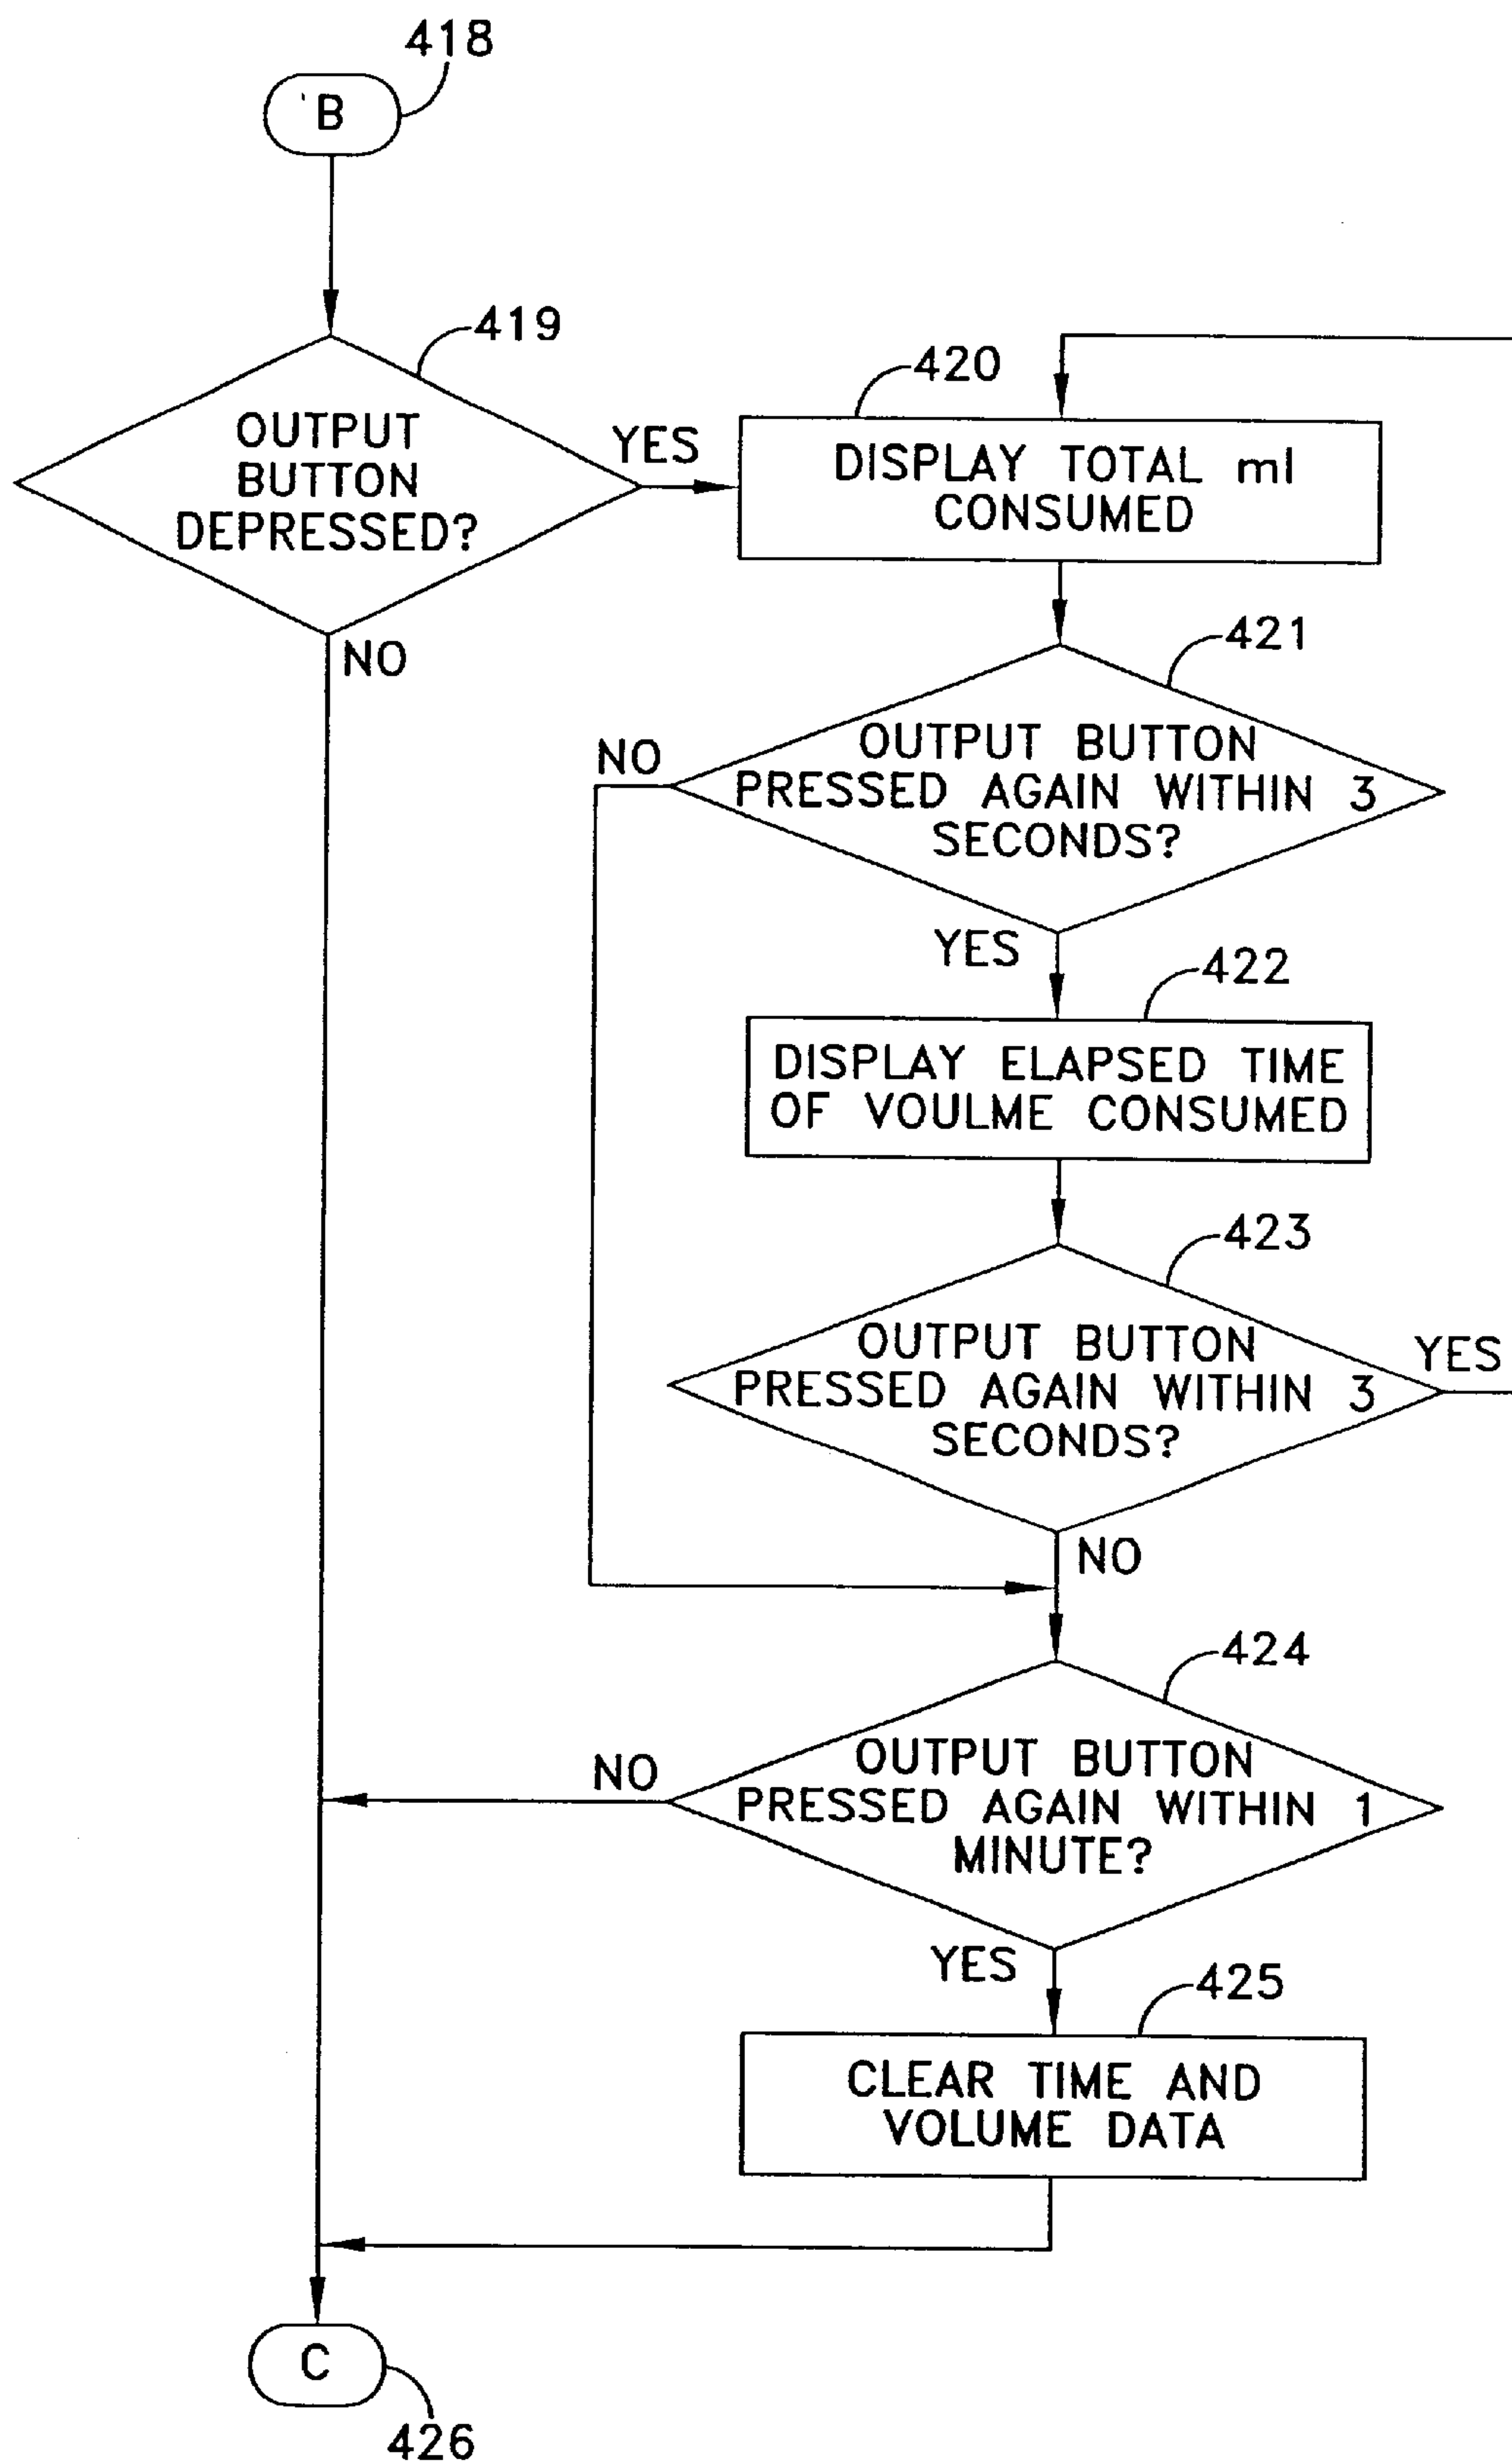 418
B
419
OUTPUT
BUTTON
DEPRESSED?
YES
NO
420
DISPLAY TOTAL ml
CONSUMED
421
OUTPUT BUTTON
PRESSED AGAIN WITHIN 3
SECONDS?
NO
YES
422
DISPLAY ELAPSED TIME
OF VOULME CONSUMED
423
OUTPUT BUTTON
PRESSED AGAIN WITHIN 3
SECONDS?
YES
NO
424
OUTPUT BUTTON
PRESSED AGAIN WITHIN 1
MINUTE?
NO
YES
425
CLEAR TIME AND
VOLUME DATA
C
426